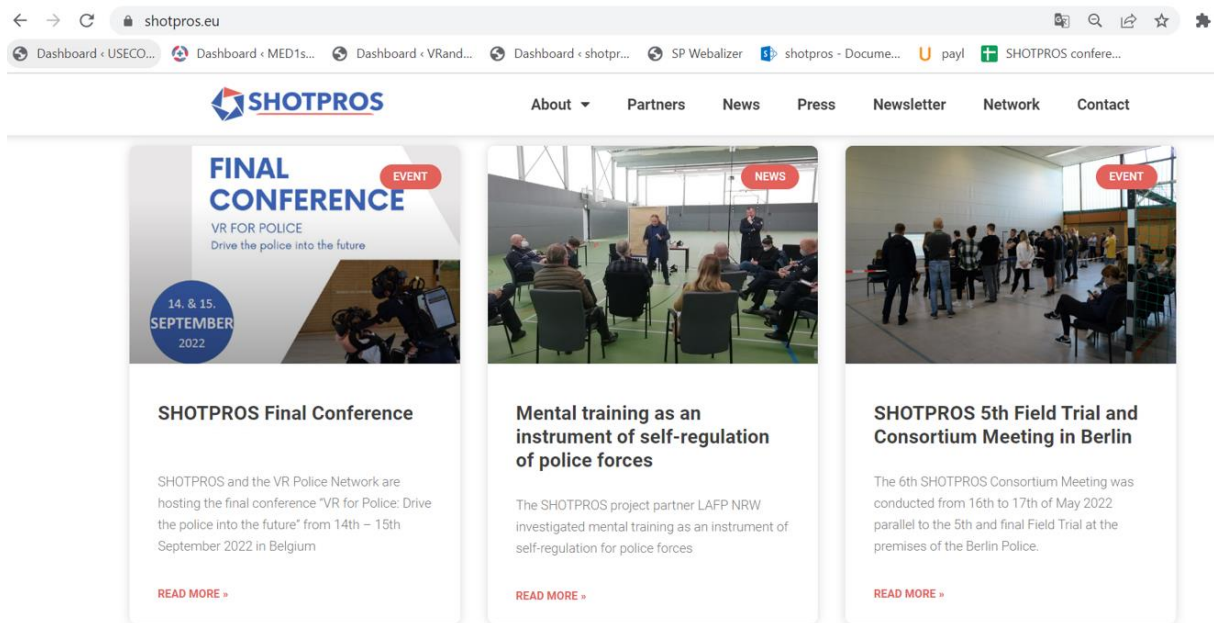 shotpros.eu
Dashboard ‹ USECO...
Dashboard ‹ MED1s...
Dashboard ‹ VRand...
Dashboard ‹ shotpr...
SP Webalizer
shotpros - Docume...
payl
SHOTPROS confere...
SHOTPROS
About
Partners
News
Press
Newsletter
Network
Contact
FINAL
CONFERENCE
EVENT
VR FOR POLICE
Drive the police into the future
14. & 15.
SEPTEMBER
2022
SHOTPROS Final Conference
SHOTPROS and the VR Police Network are
hosting the final conference “VR for Police: Drive
the police into the future” from 14th – 15th
September 2022 in Belgium
READ MORE »
NEWS
Mental training as an
instrument of self-regulation
of police forces
The SHOTPROS project partner LAFP NRW
investigated mental training as an instrument of
self-regulation for police forces
READ MORE »
EVENT
SHOTPROS 5th Field Trial and
Consortium Meeting in Berlin
The 6th SHOTPROS Consortium Meeting was
conducted from 16th to 17th of May 2022
parallel to the 5th and final Field Trial at the
premises of the Berlin Police.
READ MORE »